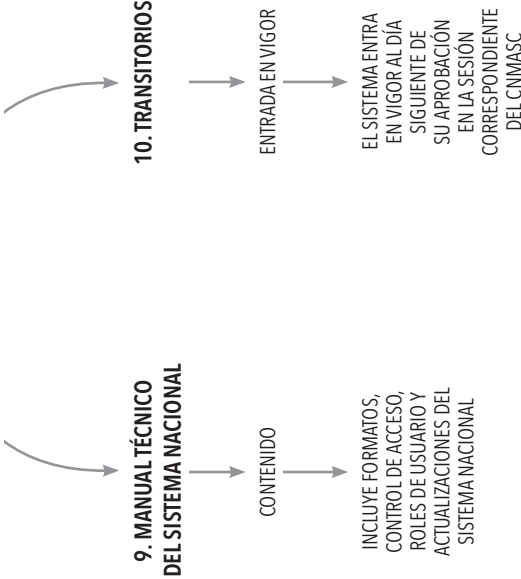 9. MANUAL TÉCNICO
DEL SISTEMA NACIONAL
CONTENIDO
INCLUYE FORMATOS,
CONTROL DE ACCESO,
ROLES DE USUARIO Y
ACTUALIZACIONES DEL
SISTEMA NACIONAL
10. TRANSITORIOS
ENTRADA EN VIGOR
EL SISTEMA ENTRA
EN VIGOR AL DÍA
SIGUIENTE DE
SU APROBACIÓN
EN LA SESIÓN
CORRESPONDIENTE
DEL CNMASC